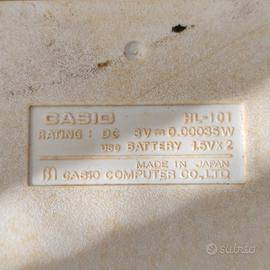 CASIO HL-101
RATING : DC 3V = 0.00035W
USE BATTERY 1.5V×2
MADE IN JAPAN
CASIO COMPUTER CO., LTD.
subito